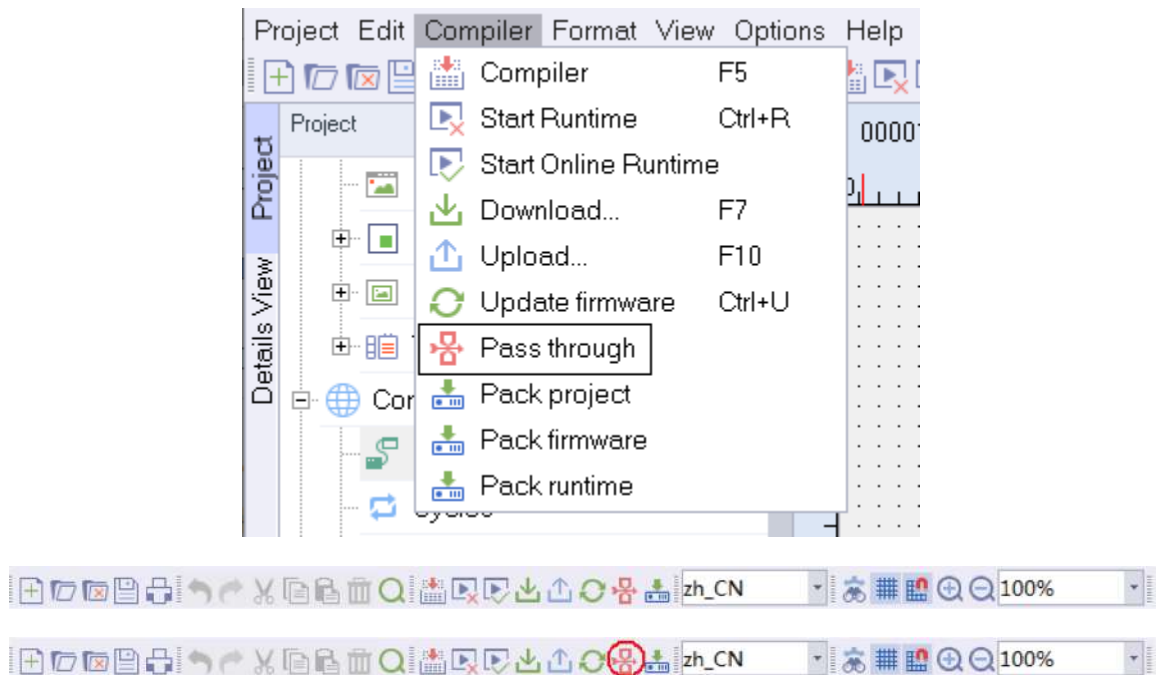 Project Edit Compiler Format View Options Help
Compiler F5
Start Runtime Ctrl+R
Start Online Runtime
Download... F7
Upload... F10
Update firmware Ctrl+U
Pass through
Pack project
Pack firmware
Pack runtime
Project
Project
Details View
Cor
0000
zh_CN 100%
zh_CN 100%